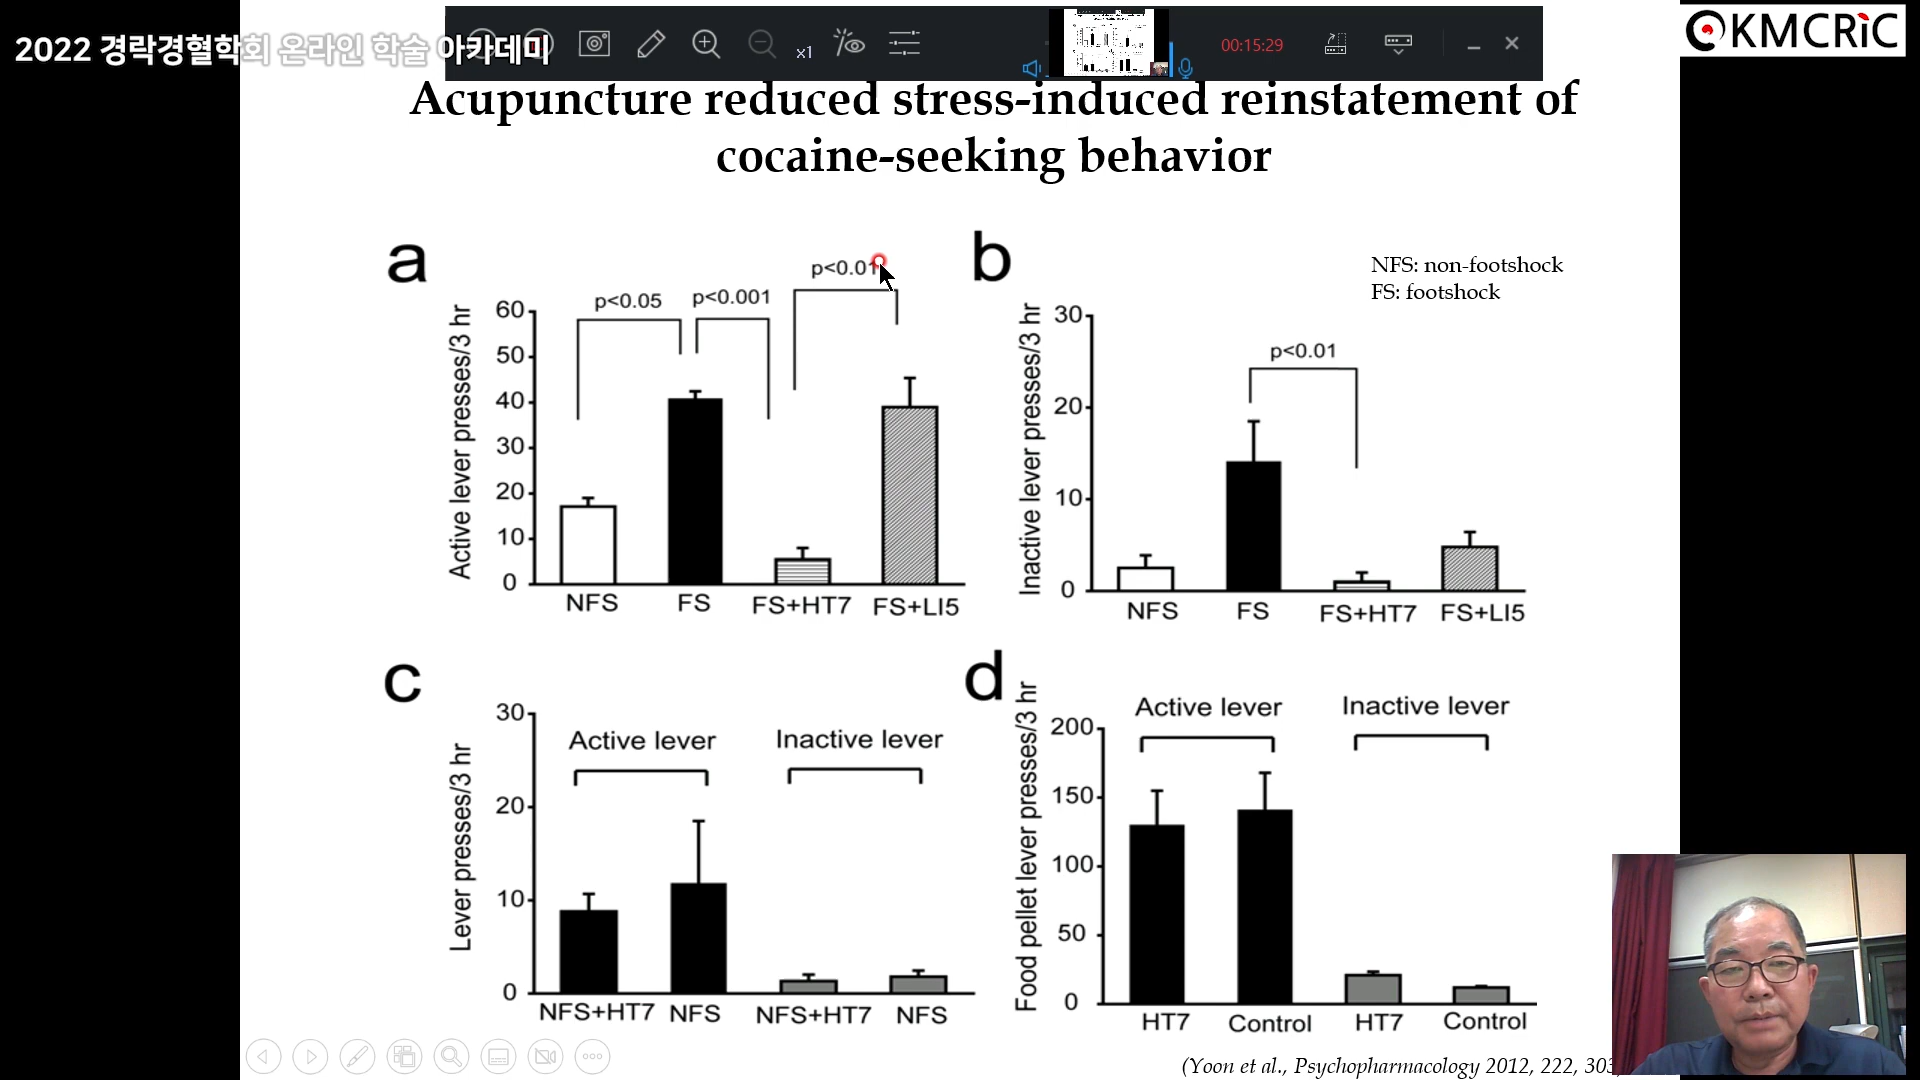 2022 경락경혈학회 온라인 학술 아카데미
x1
00:15:29
KMCRiC
Acupuncture reduced stress-induced reinstatement of
cocaine-seeking behavior
a
p<0.05
p<0.001
p<0.01
Active lever presses/3 hr
60
50
40
30
20
10
0
NFS
FS
FS+HT7
FS+LI5
b
NFS: non-footshock
FS: footshock
p<0.01
Inactive lever presses/3 hr
30
20
10
0
NFS
FS
FS+HT7
FS+LI5
c
Active lever
Inactive lever
Lever presses/3 hr
30
20
10
0
NFS+HT7
NFS
NFS+HT7
NFS
d
Active lever
Inactive lever
Food pellet lever presses/3 hr
200
150
100
50
0
HT7
Control
HT7
Control
(Yoon et al., Psychopharmacology 2012, 222, 303,